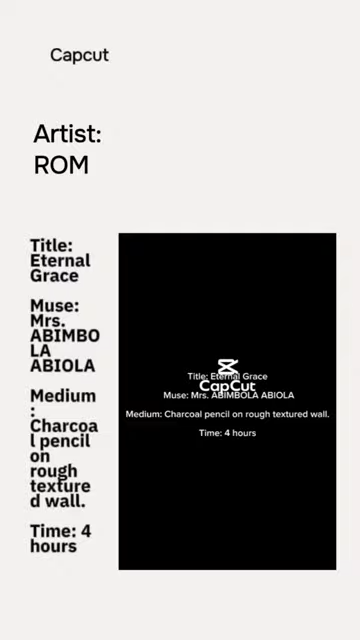 Capcut
Artist:
ROM
Title:
Eternal
Grace
Muse:
Mrs.
ABIMBO
LA
ABIOLA
Medium
:
Charcoa
l pencil
on
rough
texture
d wall.
Time: 4
hours
Title: Eternal Grace
CapCut
Muse: Mrs. ABIMBOLA ABIOLA
Medium: Charcoal pencil on rough textured wall.
Time: 4 hours